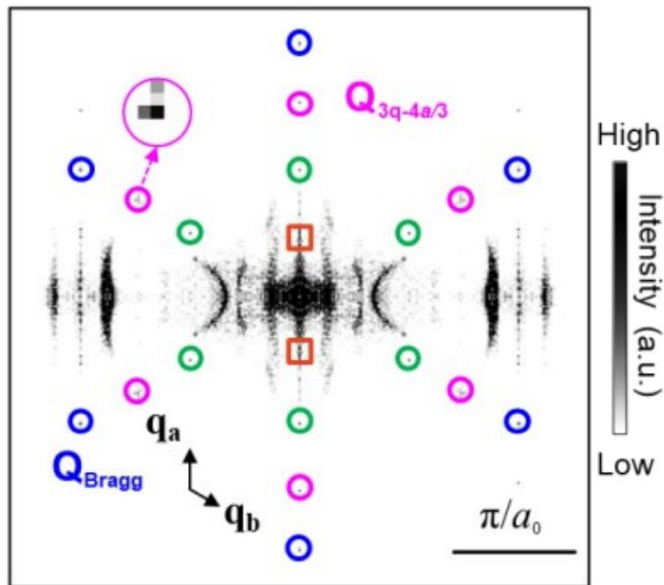 Q3q-4a/3
High
Intensity (a.u.)
Low
qa
qb
QBragg
π/a0